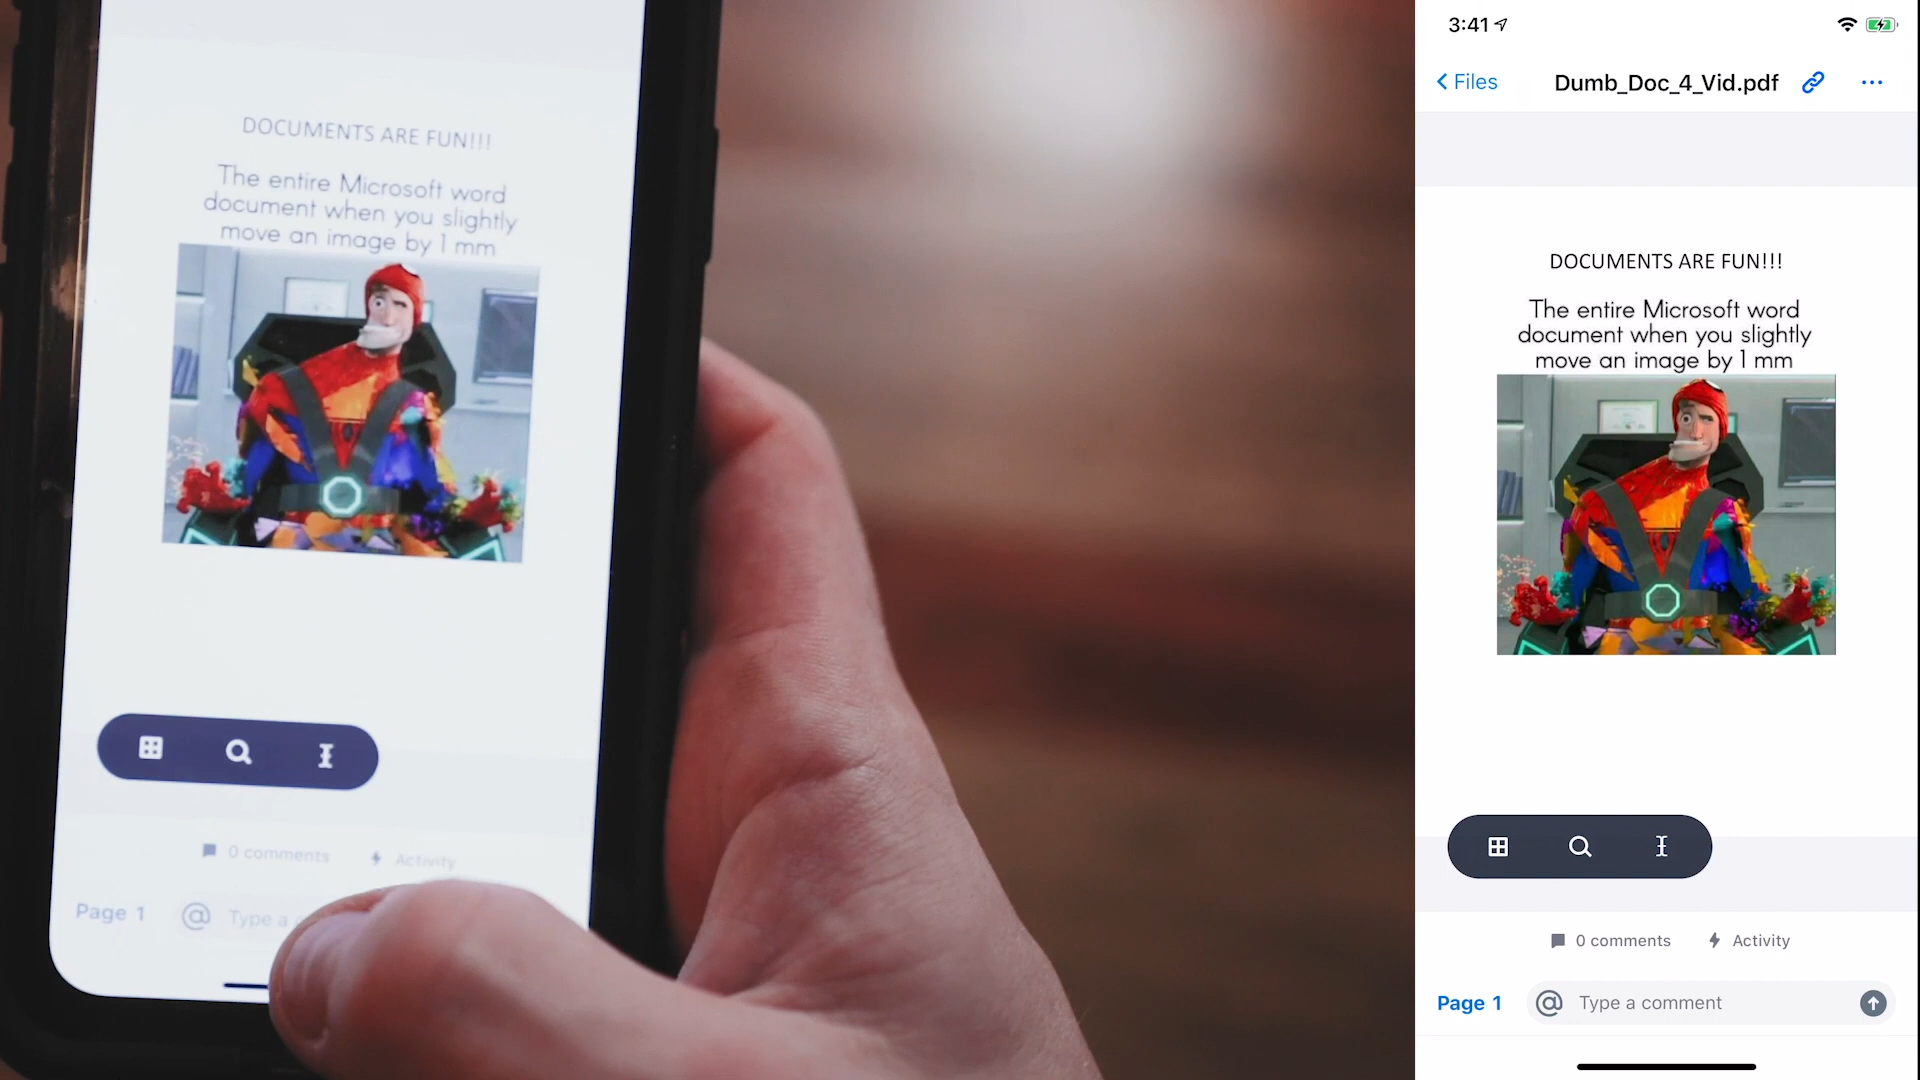 DOCUMENTS ARE FUN!!!
The entire Microsoft word
document when you slightly
move an image by 1 mm
0 comments Activity
Page 1 @ Type a
3:41
Files Dumb_Doc_4_Vid.pdf
DOCUMENTS ARE FUN!!!
The entire Microsoft word
document when you slightly
move an image by 1 mm
0 comments Activity
Page 1 @ Type a comment